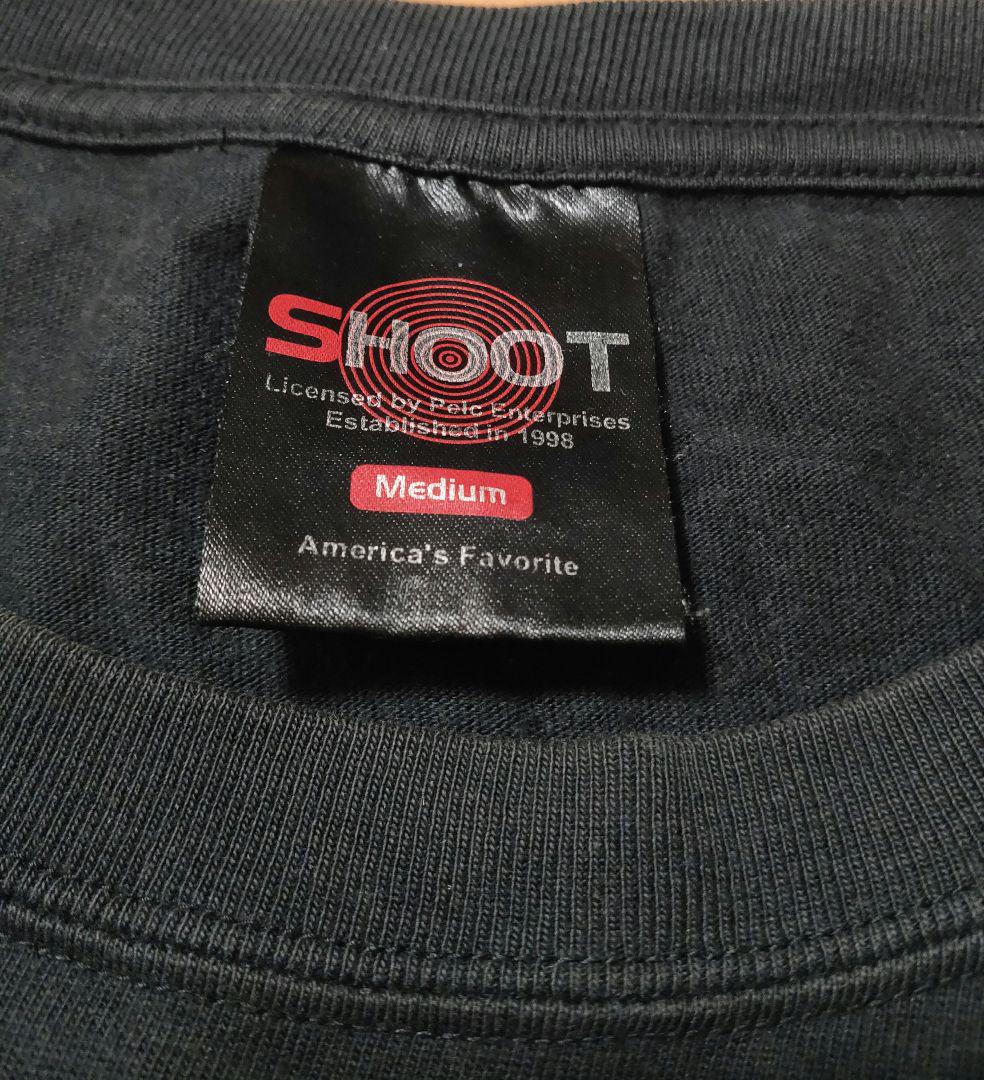 SHOOT
Licensed by Pelc Enterprises
Established in 1998
Medium
America's Favorite